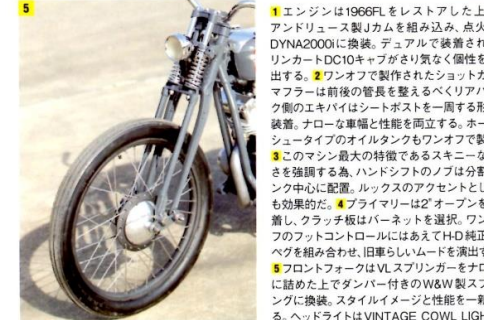 5
1 エンジンは1966FLをレストアした上
アンドリュース製Jカムを組み込み、点火
DYNA2000iに換装。デュアルで装着され
リンカートDC10キャブがさり気なく個性を
出する。2 ワンオフで製作されたショットガ
マフラーは前後の管長を整えるべくリアバ
ク側のエキパイはシートポストを一周する形
装着。ナローな車幅と性能を両立する。ホー
シュータイプのオイルタンクもワンオフで製
3 このマシン最大の特徴であるスキニーな
さを強調する為、ハンドシフトのノブは分割
ンク中心に配置。ルックスのアクセントとし
も効果的だ。4 プライマリーは2"オープンを
着し、クラッチ板はバーネットを選択。ワン
フのフットコントロールにはあえてH-D純正
ペグを組み合わせ、旧車らしいムードを演出す
5 フロントフォークはVLスプリンガーをナロ
に詰めた上でダンパー付きのW&W製スプ
ングに換装。スタイルイメージと性能を一新
る。ヘッドライトはVINTAGE COWL LIGH